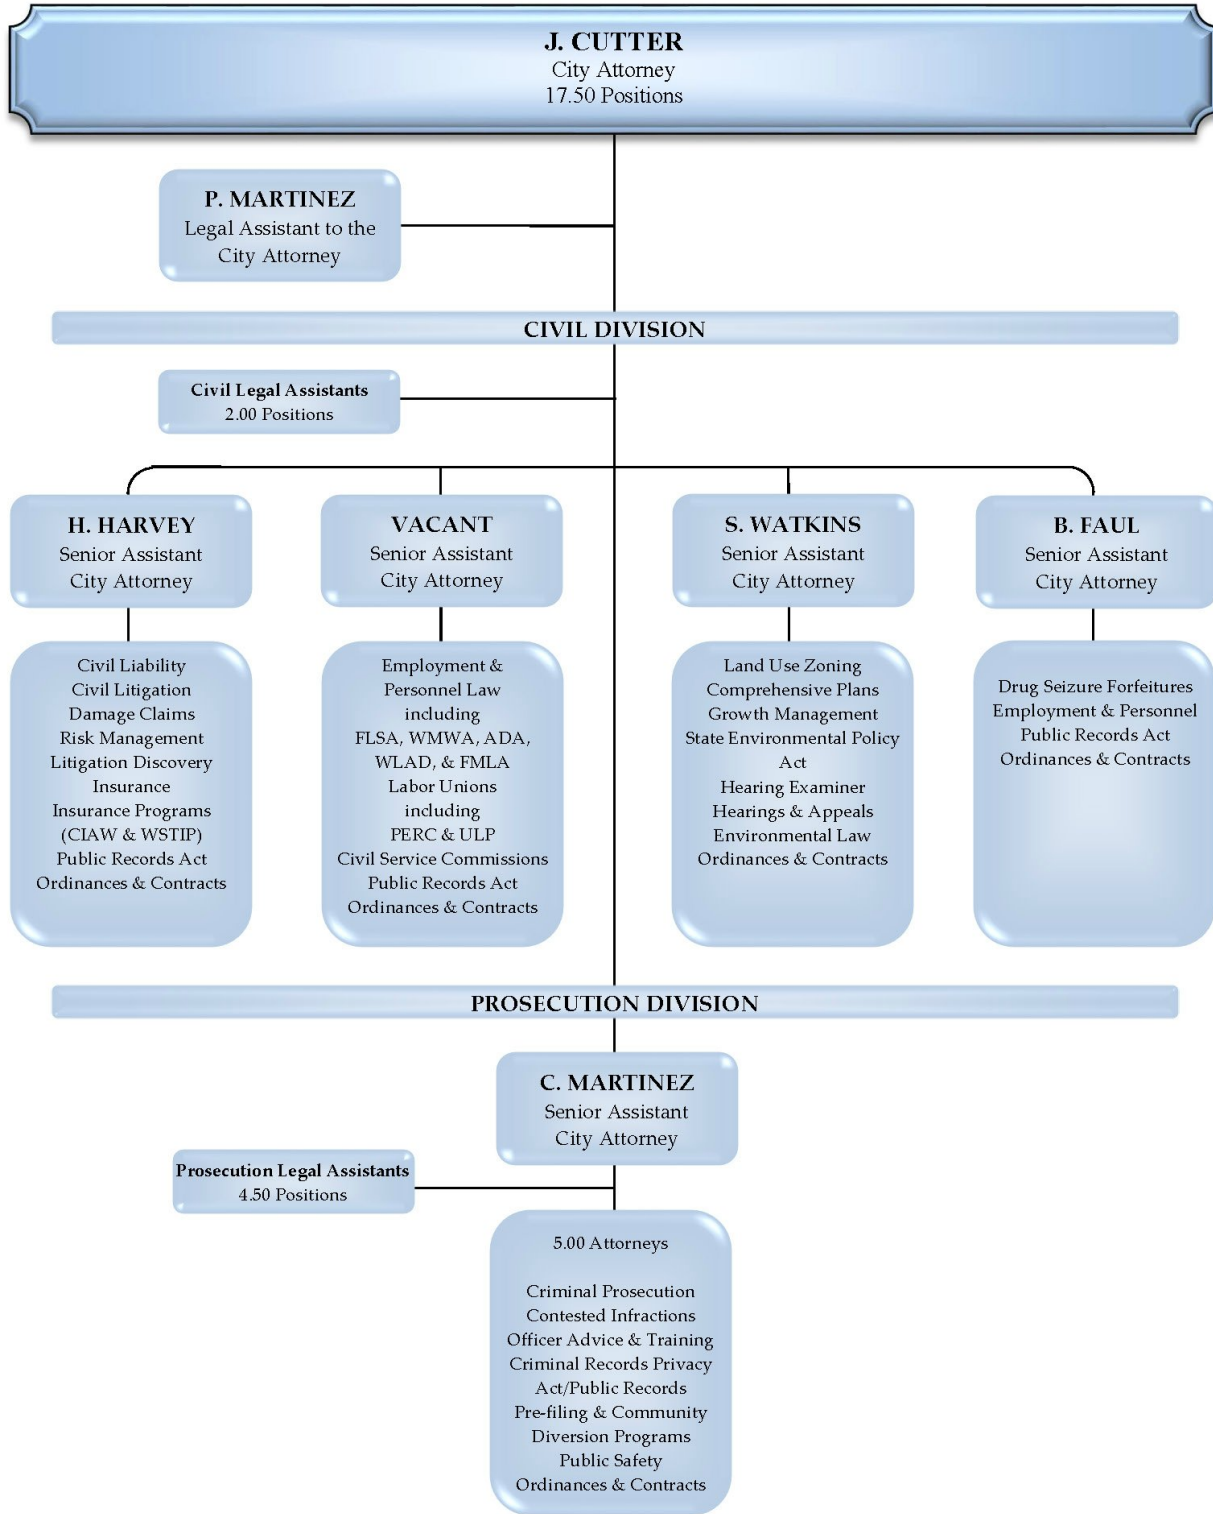 J. CUTTER
City Attorney
17.50 Positions
P. MARTINEZ
Legal Assistant to the
City Attorney
CIVIL DIVISION
Civil Legal Assistants
2.00 Positions
H. HARVEY
Senior Assistant
City Attorney
VACANT
Senior Assistant
City Attorney
S. WATKINS
Senior Assistant
City Attorney
B. FAUL
Senior Assistant
City Attorney
Civil Liability
Civil Litigation
Damage Claims
Risk Management
Litigation Discovery
Insurance
Insurance Programs
(CIAW & WSTIP)
Public Records Act
Ordinances & Contracts
Employment &
Personnel Law
including
FLSA, WMWA, ADA,
WLAD, & FMLA
Labor Unions
including
PERC & ULP
Civil Service Commissions
Public Records Act
Ordinances & Contracts
Land Use Zoning
Comprehensive Plans
Growth Management
State Environmental Policy
Act
Hearing Examiner
Hearings & Appeals
Environmental Law
Ordinances & Contracts
Drug Seizure Forfeitures
Employment & Personnel
Public Records Act
Ordinances & Contracts
PROSECUTION DIVISION
C. MARTINEZ
Senior Assistant
City Attorney
Prosecution Legal Assistants
4.50 Positions
5.00 Attorneys
Criminal Prosecution
Contested Infractions
Officer Advice & Training
Criminal Records Privacy
Act/Public Records
Pre-filing & Community
Diversion Programs
Public Safety
Ordinances & Contracts